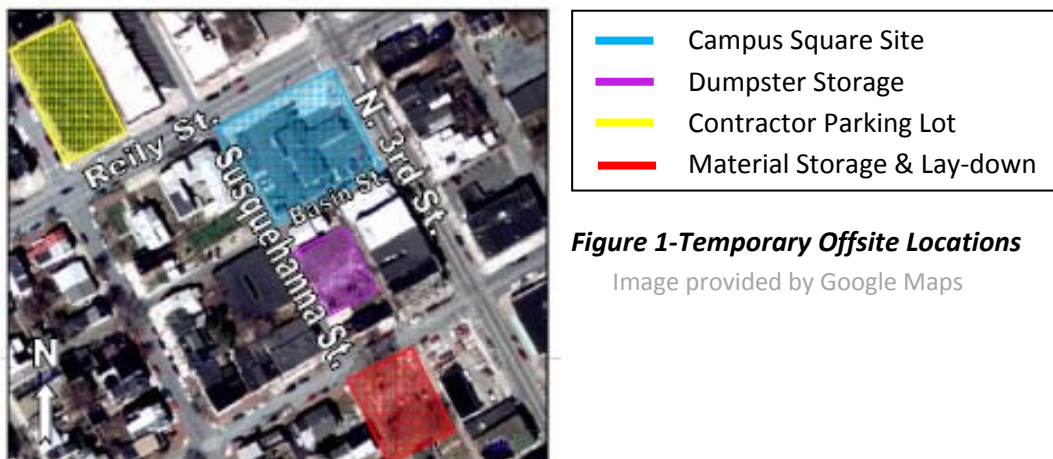 Reily St.
Susquehanna St.
N. 3rd St.
Basin St.
N
Campus Square Site
Dumpster Storage
Contractor Parking Lot
Material Storage & Lay-down
Figure 1-Temporary Offsite Locations
Image provided by Google Maps